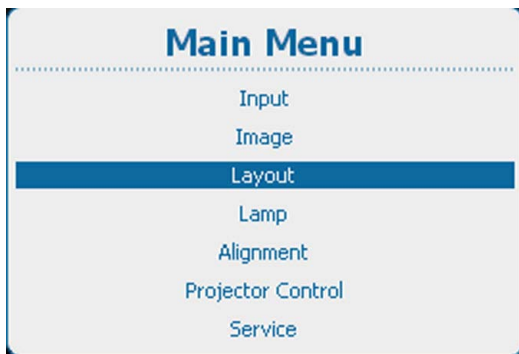 Main Menu
Input
Image
Layout
Lamp
Alignment
Projector Control
Service